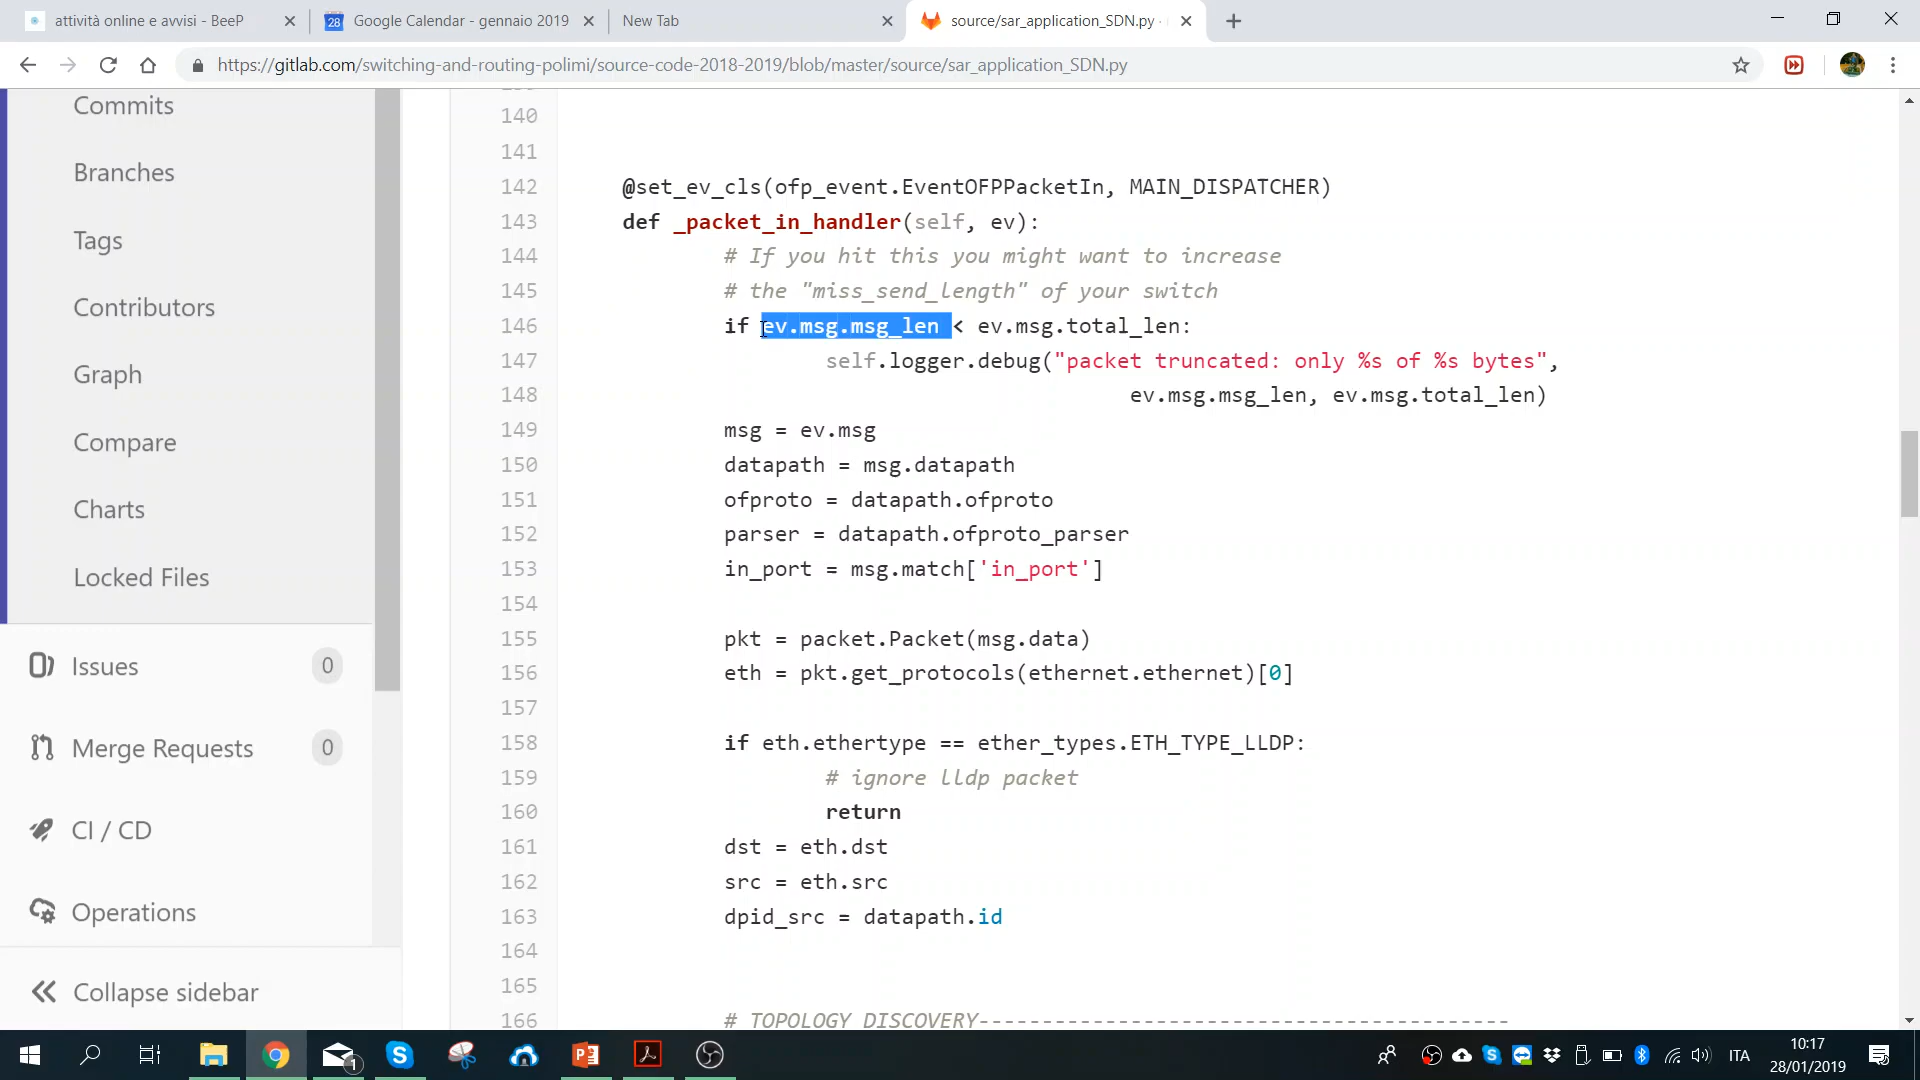 attività online e avvisi - BeeP
Google Calendar - gennaio 2019
New Tab
source/sar_application_SDN.py ·
https://gitlab.com/switching-and-routing-polimi/source-code-2018-2019/blob/master/source/sar_application_SDN.py
Commits
Branches
Tags
Contributors
Graph
Compare
Charts
Locked Files
Issues 0
Merge Requests 0
CI / CD
Operations
Collapse sidebar
140
141
142 @set_ev_cls(ofp_event.EventOFPPacketIn, MAIN_DISPATCHER)
143 def _packet_in_handler(self, ev):
144 # If you hit this you might want to increase
145 # the "miss_send_length" of your switch
146 if ev.msg.msg_len < ev.msg.total_len:
147 self.logger.debug("packet truncated: only %s of %s bytes",
148 ev.msg.msg_len, ev.msg.total_len)
149 msg = ev.msg
150 datapath = msg.datapath
151 ofproto = datapath.ofproto
152 parser = datapath.ofproto_parser
153 in_port = msg.match['in_port']
154
155 pkt = packet.Packet(msg.data)
156 eth = pkt.get_protocols(ethernet.ethernet)[0]
157
158 if eth.ethertype == ether_types.ETH_TYPE_LLDP:
159 # ignore lldp packet
160 return
161 dst = eth.dst
162 src = eth.src
163 dpid_src = datapath.id
164
165
166 # TOPOLOGY DISCOVERY------------------------------------------
1
ITA
10:17
28/01/2019